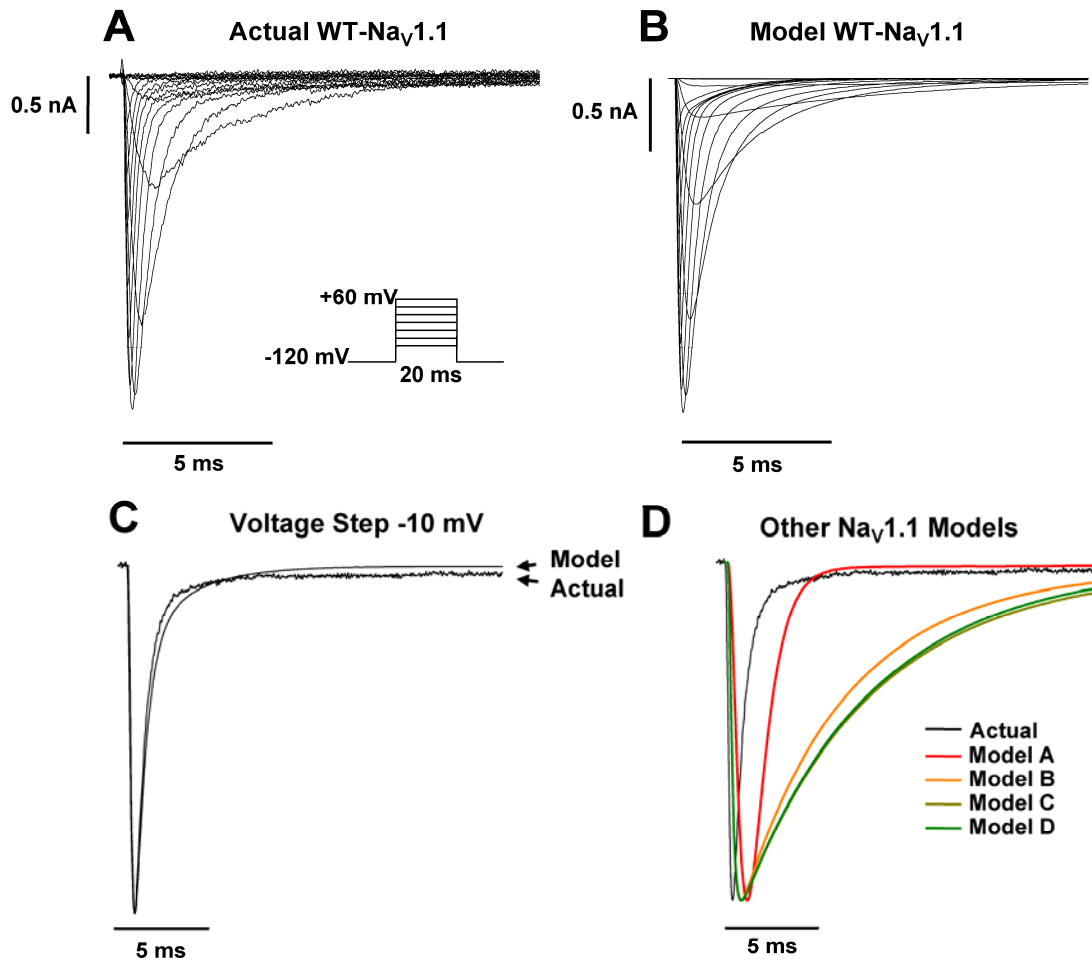 A
Actual WT-NaV1.1
0.5 nA
+60 mV
-120 mV
20 ms
5 ms
B
Model WT-NaV1.1
0.5 nA
5 ms
C
Voltage Step -10 mV
Model
Actual
5 ms
D
Other NaV1.1 Models
Actual
Model A
Model B
Model C
Model D
5 ms